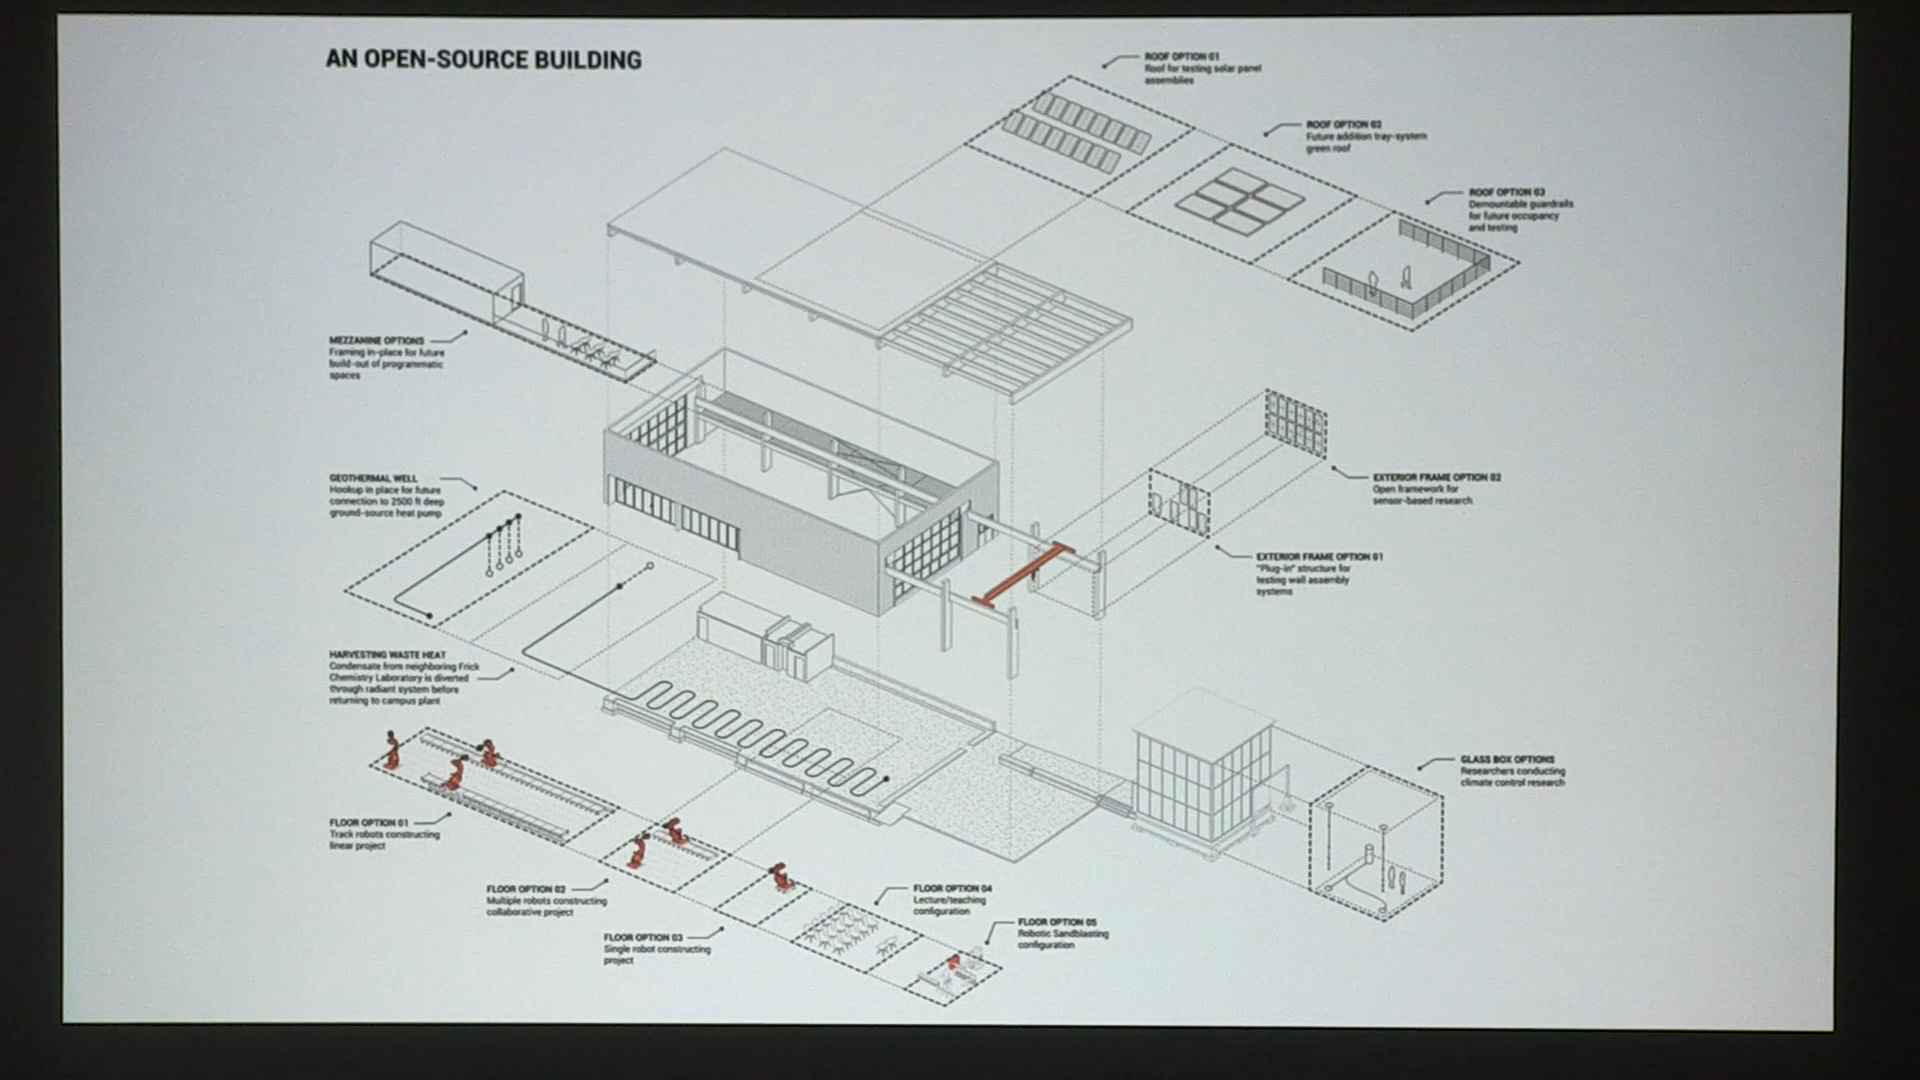 AN OPEN-SOURCE BUILDING
ROOF OPTION 01
Roof for testing solar panel
assemblies
ROOF OPTION 02
Future addition tray-system
green roof
ROOF OPTION 03
Demountable guardrails
for future occupancy
and testing
MEZZANINE OPTIONS
Framing in-place for future
build-out of programmatic
spaces
GEOTHERMAL WELL
Hookup in place for future
connection to 2500 ft deep
ground-source heat pump
EXTERIOR FRAME OPTION 02
Open framework for
sensor-based research
EXTERIOR FRAME OPTION 01
"Plug-in" structure for
testing wall assembly
systems
HARVESTING WASTE HEAT
Condensate from neighboring Frick
Chemistry Laboratory is diverted
through radiant system before
returning to campus plant
GLASS BOX OPTIONS
Researchers conducting
climate control research
FLOOR OPTION 01
Track robots constructing
linear project
FLOOR OPTION 02
Multiple robots constructing
collaborative project
FLOOR OPTION 03
Single robot constructing
project
FLOOR OPTION 04
Lecture/teaching
configuration
FLOOR OPTION 05
Robotic Sandblasting
configuration